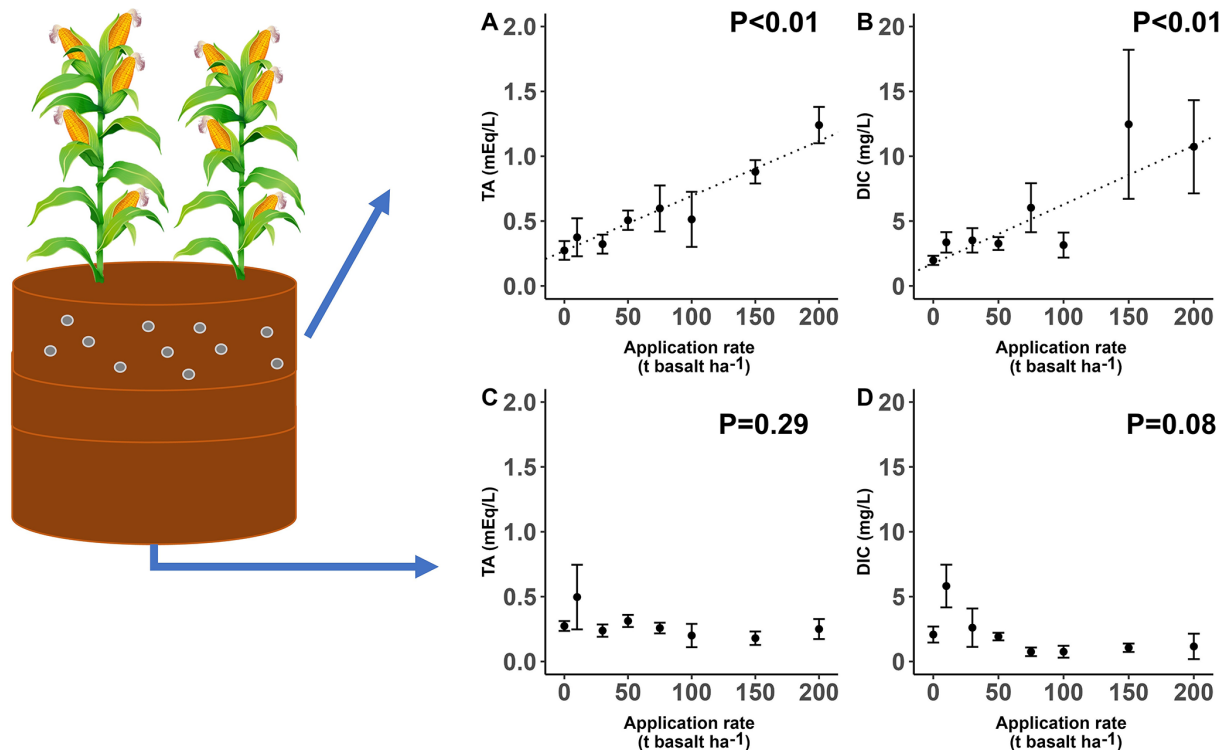 A
P<0.01
2.0
1.5
1.0
0.5
0.0
TA (mEq/L)
0 50 100 150 200
Application rate
(t basalt ha⁻¹)
B
P<0.01
20
15
10
5
0
DIC (mg/L)
0 50 100 150 200
Application rate
(t basalt ha⁻¹)
C
P=0.29
2.0
1.5
1.0
0.5
0.0
TA (mEq/L)
0 50 100 150 200
Application rate
(t basalt ha⁻¹)
D
P=0.08
20
15
10
5
0
DIC (mg/L)
0 50 100 150 200
Application rate
(t basalt ha⁻¹)